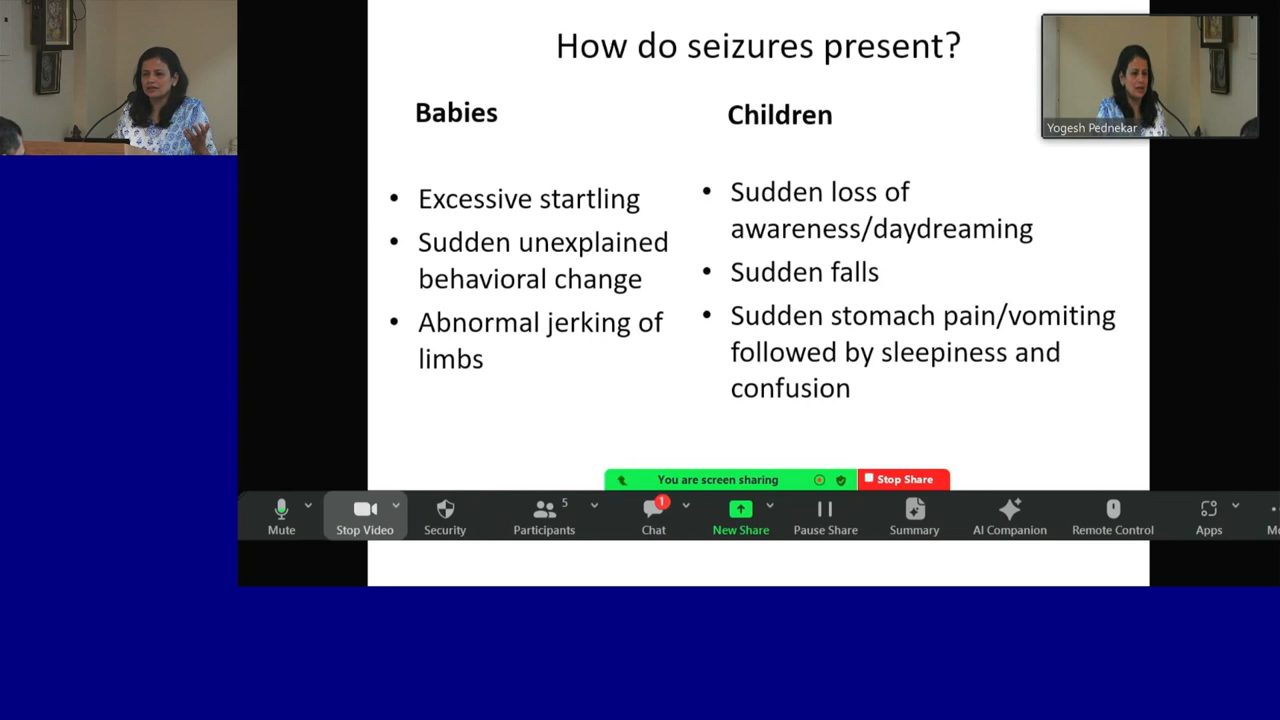 How do seizures present?
Babies
• Excessive startling
• Sudden unexplained
behavioral change
• Abnormal jerking of
limbs
Children
• Sudden loss of
awareness/daydreaming
• Sudden falls
• Sudden stomach pain/vomiting
followed by sleepiness and
confusion
Yogesh Pednekar
You are screen sharing
Stop Share
Mute
Stop Video
Security
5
Participants
1
Chat
New Share
Pause Share
Summary
AI Companion
Remote Control
Apps